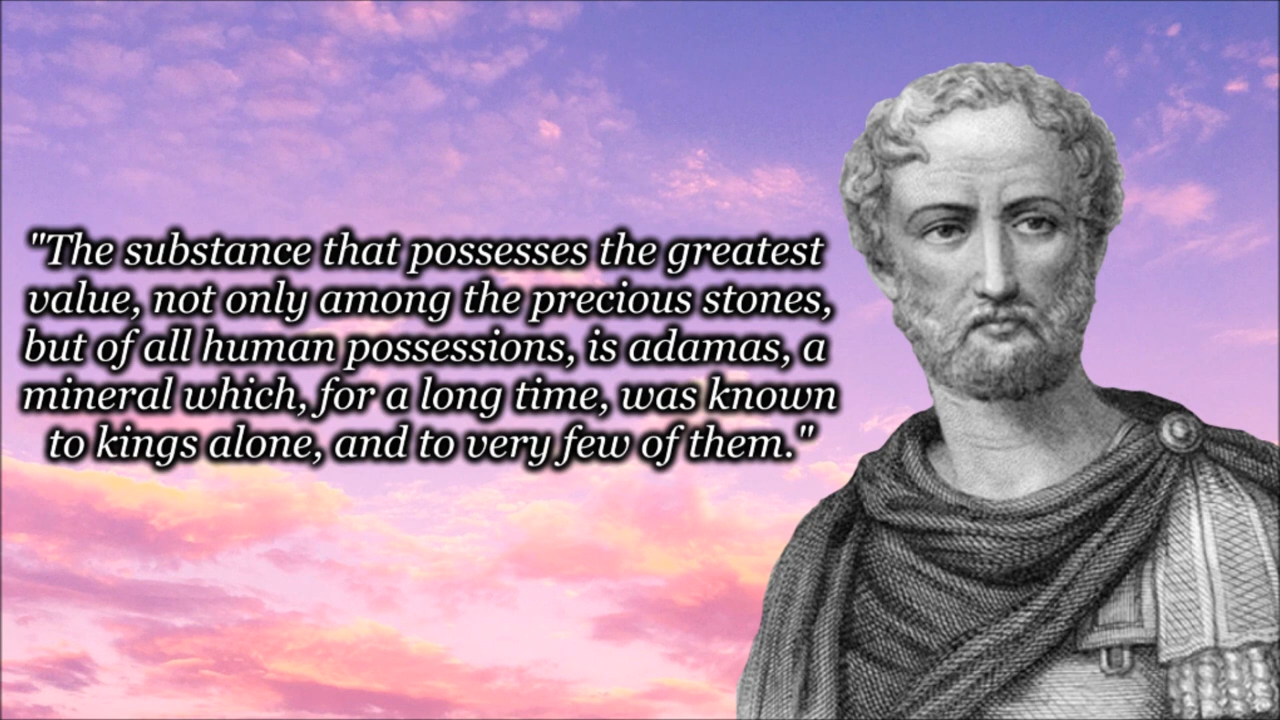 "The substance that possesses the greatest
value, not only among the precious stones,
but of all human possessions, is adamas, a
mineral which, for a long time, was known
to kings alone, and to very few of them."